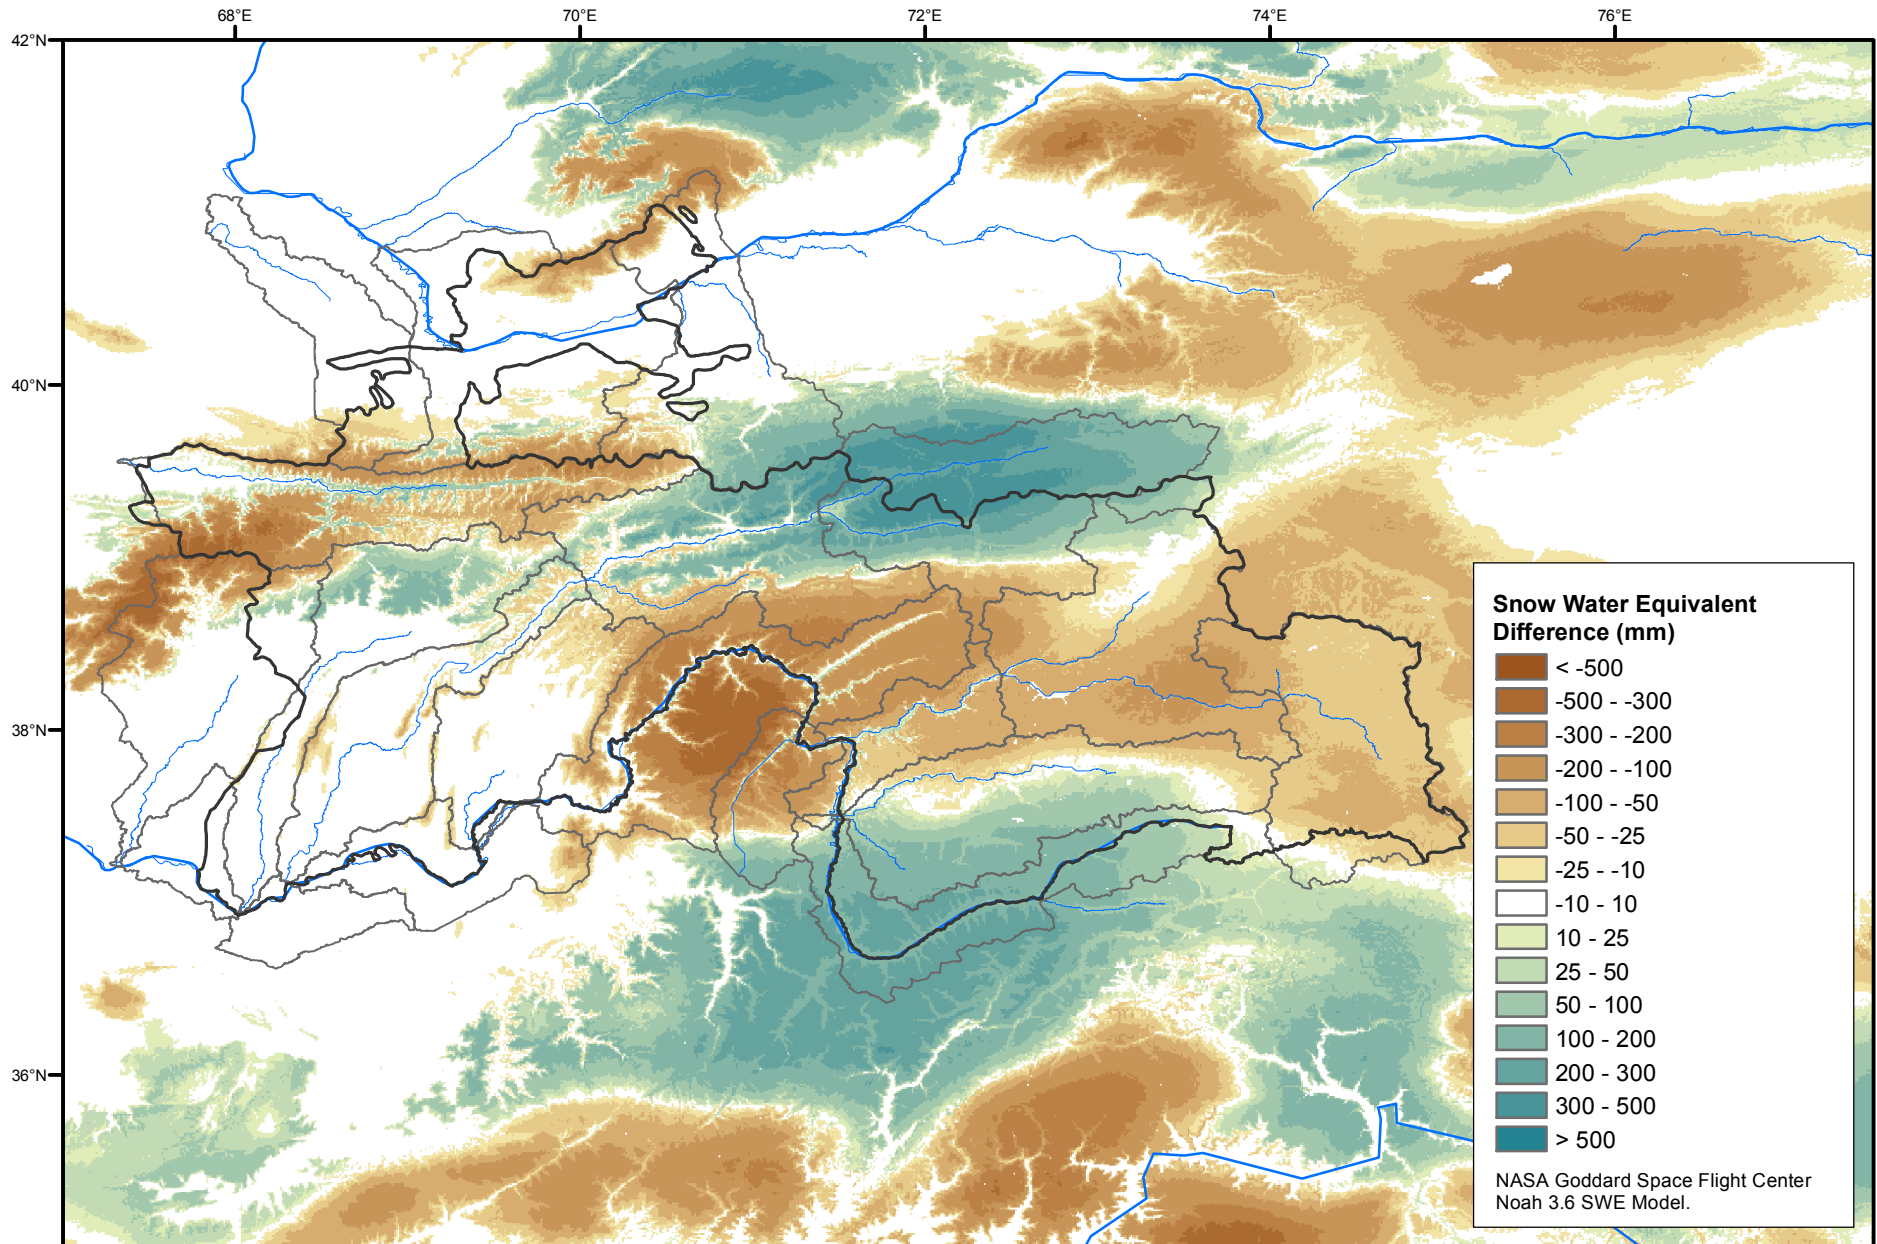 68°E
70°E
72°E
74°E
76°E
42°N
40°N
38°N
36°N
Snow Water Equivalent
Difference (mm)
< -500
-500 - -300
-300 - -200
-200 - -100
-100 - -50
-50 - -25
-25 - -10
-10 - 10
10 - 25
25 - 50
50 - 100
100 - 200
200 - 300
300 - 500
> 500
NASA Goddard Space Flight Center
Noah 3.6 SWE Model.